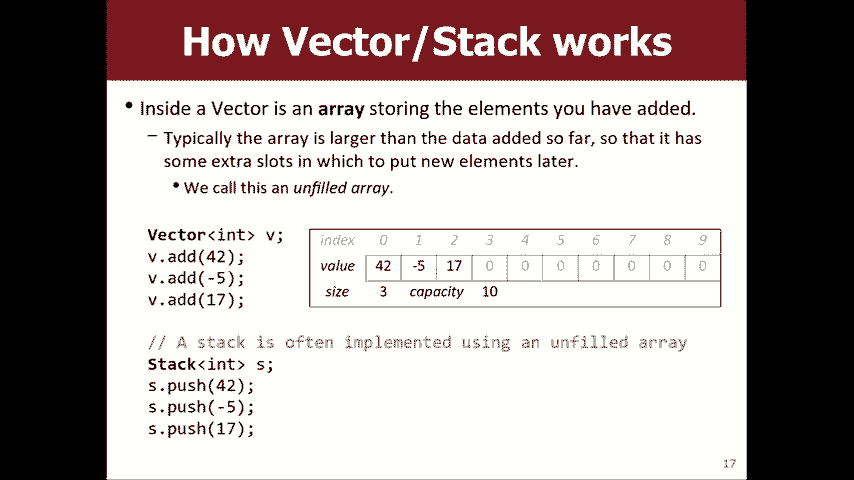 How Vector/Stack works
• Inside a Vector is an array storing the elements you have added.
– Typically the array is larger than the data added so far, so that it has
some extra slots in which to put new elements later.
• We call this an unfilled array.
Vector<int> v;
v.add(42);
v.add(-5);
v.add(17);
index 0 1 2 3 4 5 6 7 8 9
value 42 -5 17 0 0 0 0 0 0 0
size 3 capacity 10
// A stack is often implemented using an unfilled array
Stack<int> s;
s.push(42);
s.push(-5);
s.push(17);
17